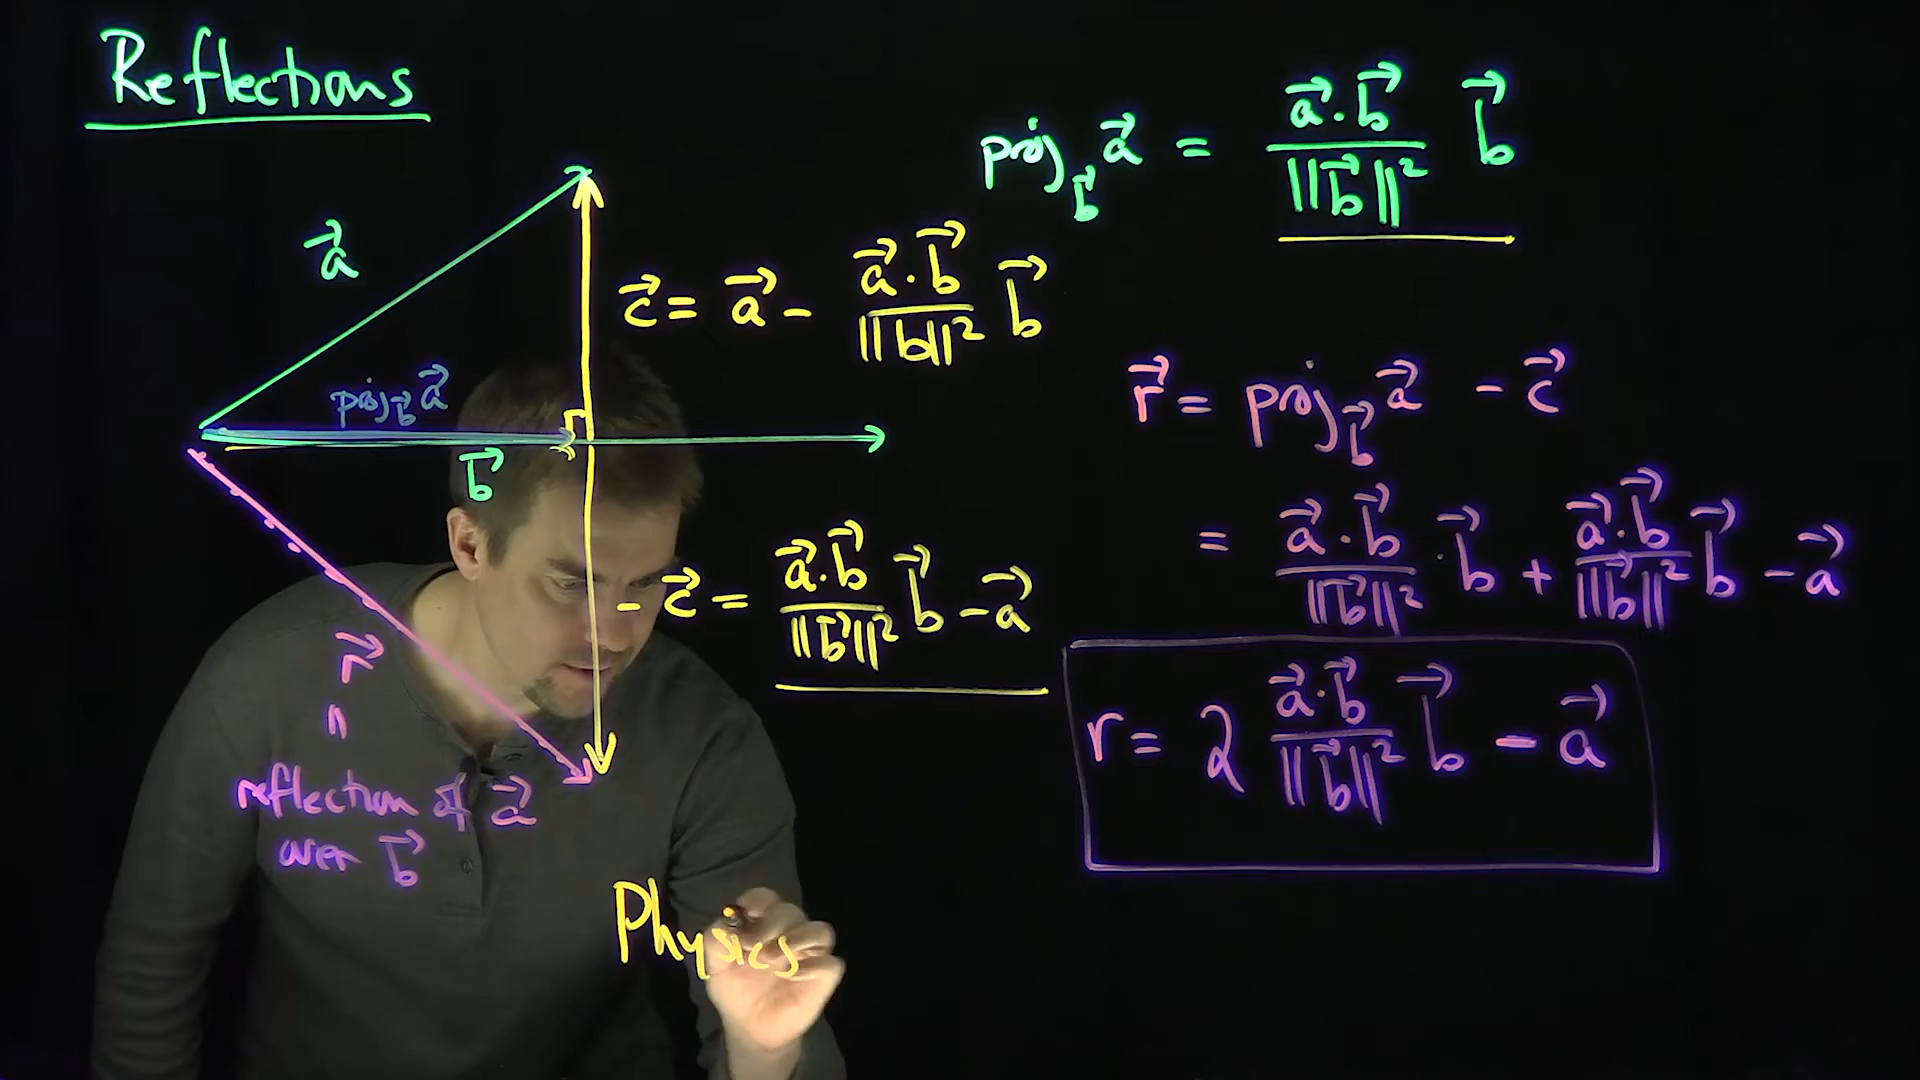 Reflections
proj_b⃗ a⃗ = (a⃗·b⃗)/||b⃗||² b⃗
a⃗
c⃗ = a⃗ - (a⃗·b⃗)/||b||² b⃗
proj_b⃗ a⃗
b⃗
r⃗ = proj_b⃗ a⃗ - c⃗
= (a⃗·b⃗)/||b⃗||² · b⃗ + (a⃗·b⃗)/||b⃗||² b⃗ - a⃗
- c⃗ = (a⃗·b⃗)/||b⃗||² b⃗ - a⃗
r = 2 (a⃗·b⃗)/||b⃗||² b⃗ - a⃗
r⃗
reflection of a⃗
over b⃗
Physics